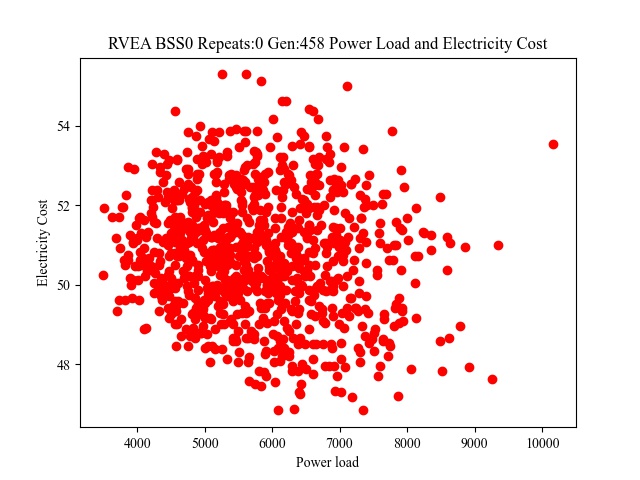 RVEA BSS0 Repeats:0 Gen:458 Power Load and Electricity Cost
54
52
50
48
Electricity Cost
4000 5000 6000 7000 8000 9000 10000
Power load